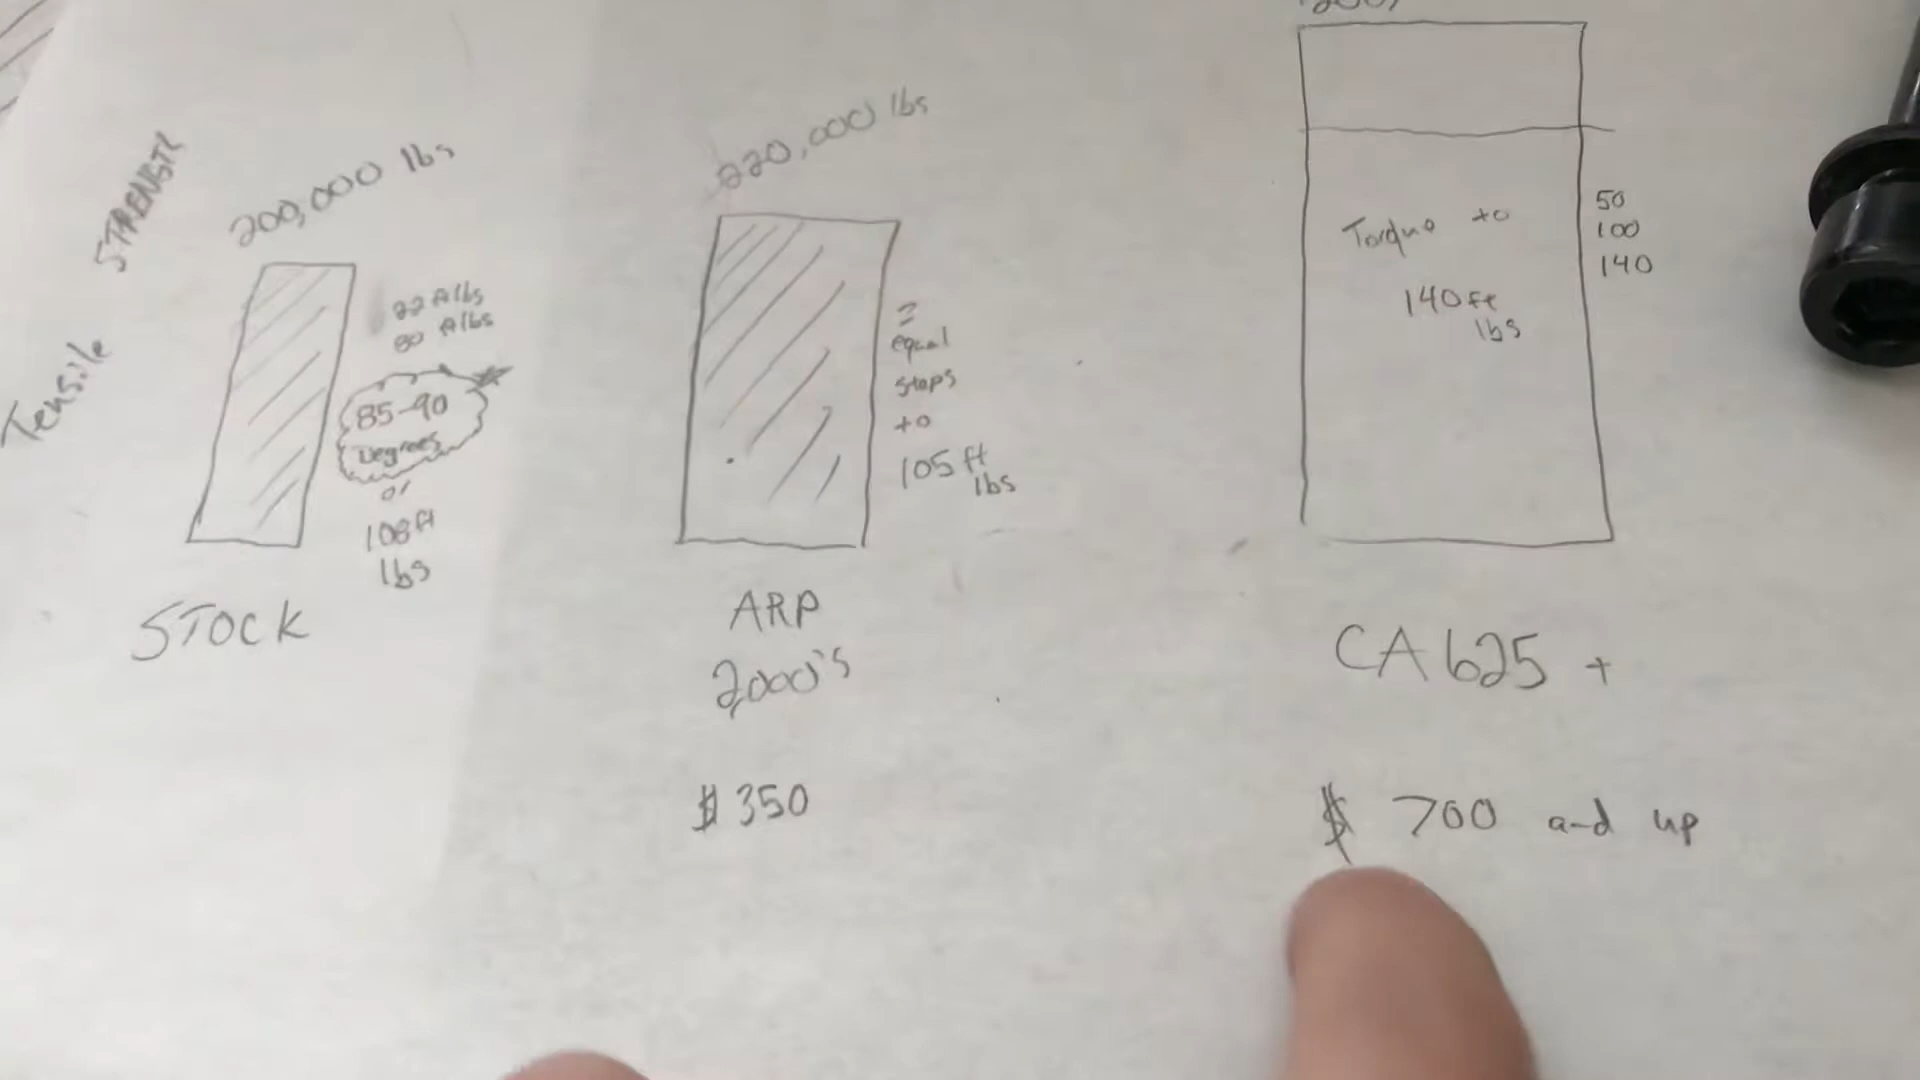 Tensile STRENGTH
200,000 lbs
22 ft lbs
80 ft lbs
85-90
Degrees
or
108 ft
lbs
STOCK
220,000 lbs
3
equal
steps
to
105 ft
lbs
ARP
2000's
$350
Torque to
140 ft
lbs
50
100
140
CA625 +
$ 700 and up